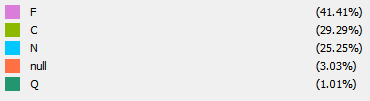 F (41.41%)
C (29.29%)
N (25.25%)
null (3.03%)
Q (1.01%)